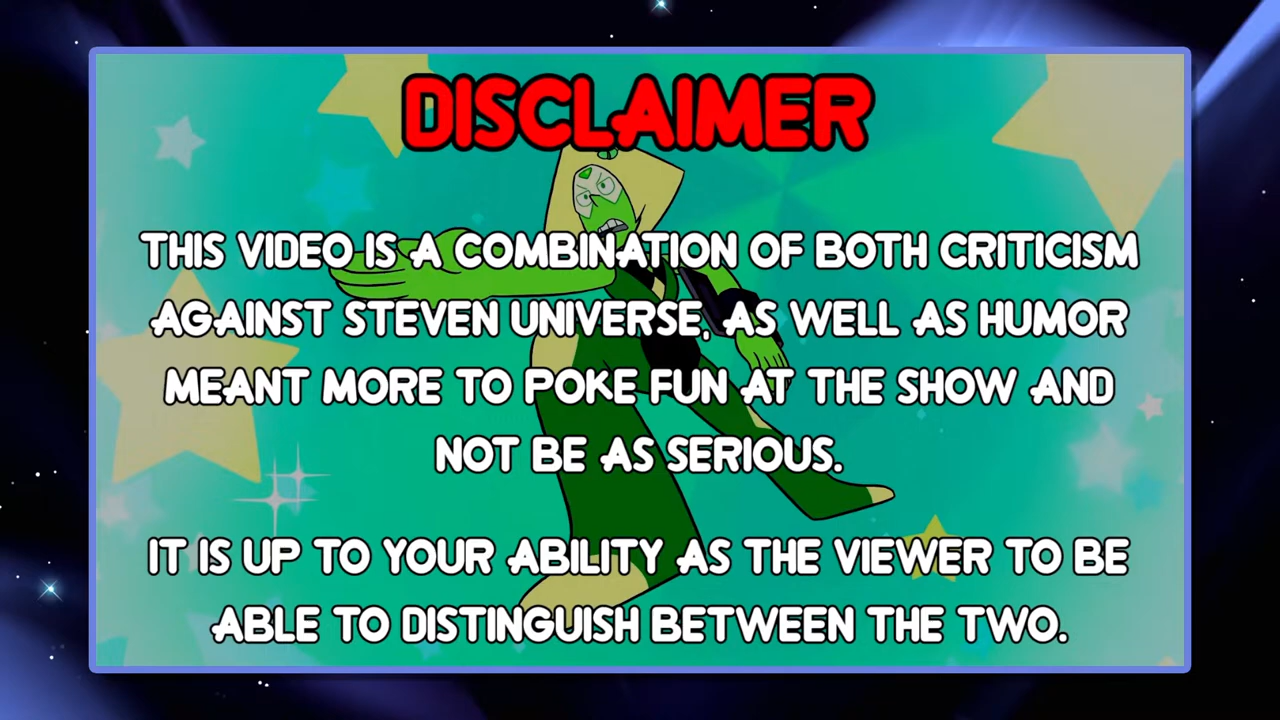 DISCLAIMER
THIS VIDEO IS A COMBINATION OF BOTH CRITICISM
AGAINST STEVEN UNIVERSE, AS WELL AS HUMOR
MEANT MORE TO POKE FUN AT THE SHOW AND
NOT BE AS SERIOUS.
IT IS UP TO YOUR ABILITY AS THE VIEWER TO BE
ABLE TO DISTINGUISH BETWEEN THE TWO.